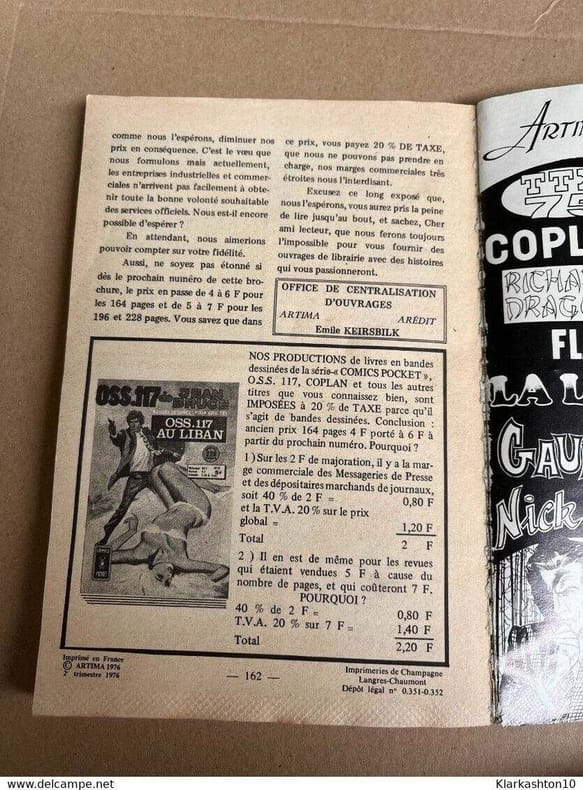 comme nous l'espérons, diminuer nos
prix en conséquence. C'est le vœu que
nous formulons mais actuellement,
les entreprises industrielles et commer-
ciales n'arrivent pas facilement à obte-
nir toute la bonne volonté souhaitable
des services officiels. Nous est-il encore
possible d'espérer ?
En attendant, nous aimerions
pouvoir compter sur votre fidélité.
Aussi, ne soyez pas étonné si
dès le prochain numéro de cette bro-
chure, le prix en passe de 4 à 6 F pour
les 164 pages et de 5 à 7 F pour les
196 et 228 pages. Vous savez que dans
ce prix, vous payez 20 % DE TAXE,
que nous ne pouvons pas prendre en
charge, nos marges commerciales très
étroites nous l'interdisant.
Excusez ce long exposé que,
nous l'espérons, vous aurez pris la peine
de lire jusqu'au bout, et sachez, Cher
ami lecteur, que nous ferons toujours
l'impossible pour vous fournir des
ouvrages de librairie avec des histoires
qui vous passionneront.
OFFICE DE CENTRALISATION
D'OUVRAGES
ARTIMA ARÉDIT
Emile KEIRSBILK
OSS.117
OSS.117
AU LIBAN
NOS PRODUCTIONS de livres en bandes
dessinées de la série « COMICS POCKET »,
O.S.S. 117, COPLAN et tous les autres
titres que vous connaissez bien, sont
IMPOSÉES à 20 % de TAXE parce qu'il
s'agit de bandes dessinées. Conclusion :
ancien prix 164 pages 4 F porté à 6 F à
partir du prochain numéro. Pourquoi ?
1) Sur les 2 F de majoration, il y a la mar-
ge commerciale des Messageries de Presse
et des dépositaires marchands de journaux,
soit 40 % de 2 F = 0,80 F
et la T.V.A. 20 % sur le prix
global = 1,20 F
Total 2 F
2 ) Il en est de même pour les revues
qui étaient vendues 5 F à cause du
nombre de pages, et qui coûteront 7 F.
POURQUOI ?
40 % de 2 F = 0,80 F
T.V.A. 20 % sur 7 F = 1,40 F
Total 2,20 F
Imprimé en France
© ARTIMA 1976
2e trimestre 1976
— 162 —
Imprimeries de Champagne
Langres-Chaumont
Dépôt légal n° 0.351-0.352
COPL
RICHA
DRAG
FL
LA
GAU
Nick
Klarkashton10